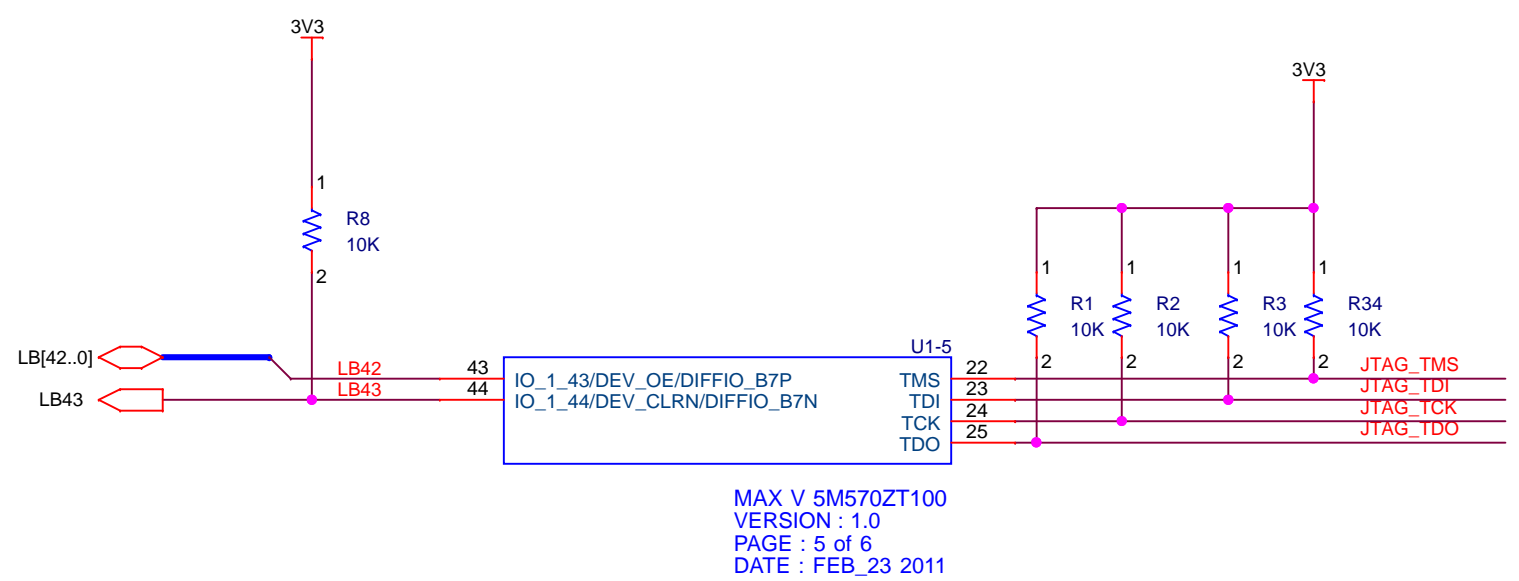 3V3
3V3
1
R8
10K
2
1
R1
10K
2
1
R2
10K
2
1
R3
10K
2
1
R34
10K
2
LB[42..0]
LB43
LB42
LB43
43
44
U1-5
IO_1_43/DEV_OE/DIFFIO_B7P
IO_1_44/DEV_CLRN/DIFFIO_B7N
TMS
TDI
TCK
TDO
22
23
24
25
JTAG_TMS
JTAG_TDI
JTAG_TCK
JTAG_TDO
MAX V 5M570ZT100
VERSION : 1.0
PAGE : 5 of 6
DATE : FEB_23 2011